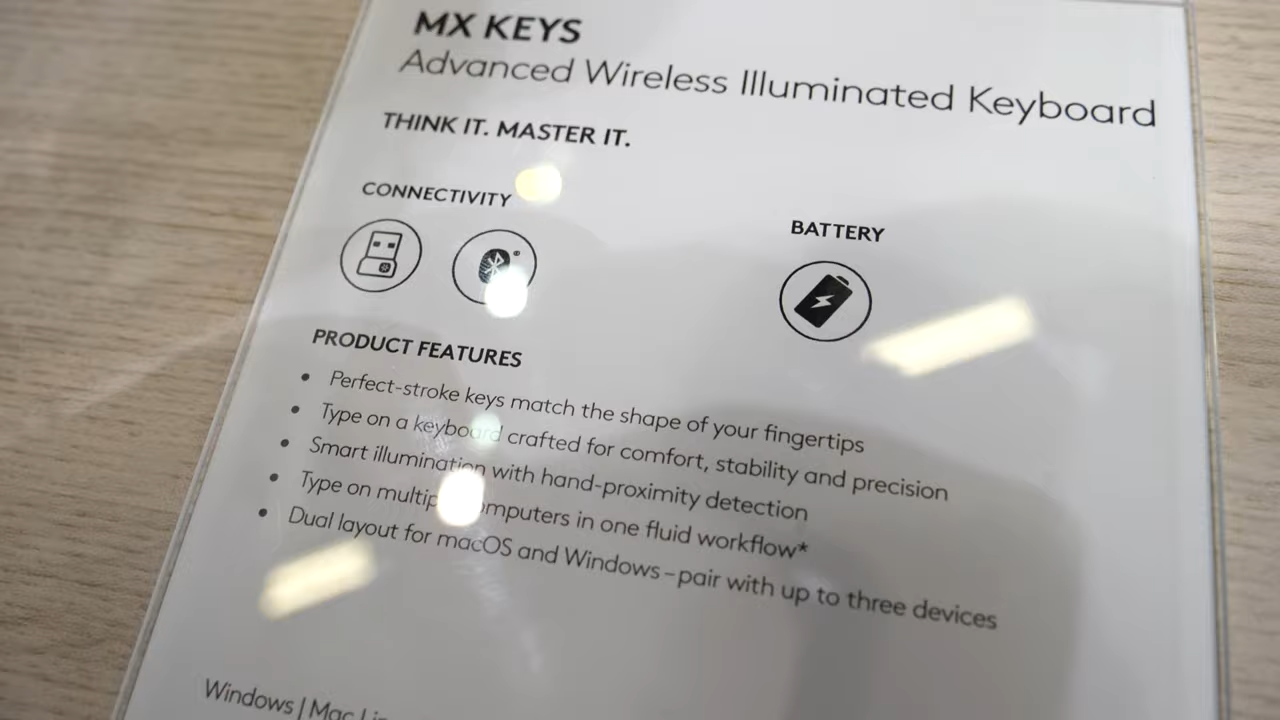 MX KEYS
Advanced Wireless Illuminated Keyboard
THINK IT. MASTER IT.
CONNECTIVITY
BATTERY
PRODUCT FEATURES
• Perfect-stroke keys match the shape of your fingertips
• Type on a keyboard crafted for comfort, stability and precision
• Smart illumination with hand-proximity detection
• Type on in one fluid workflow*
• Dual layout for macOS and Windows – pair with up to three devices
Windows | Mac